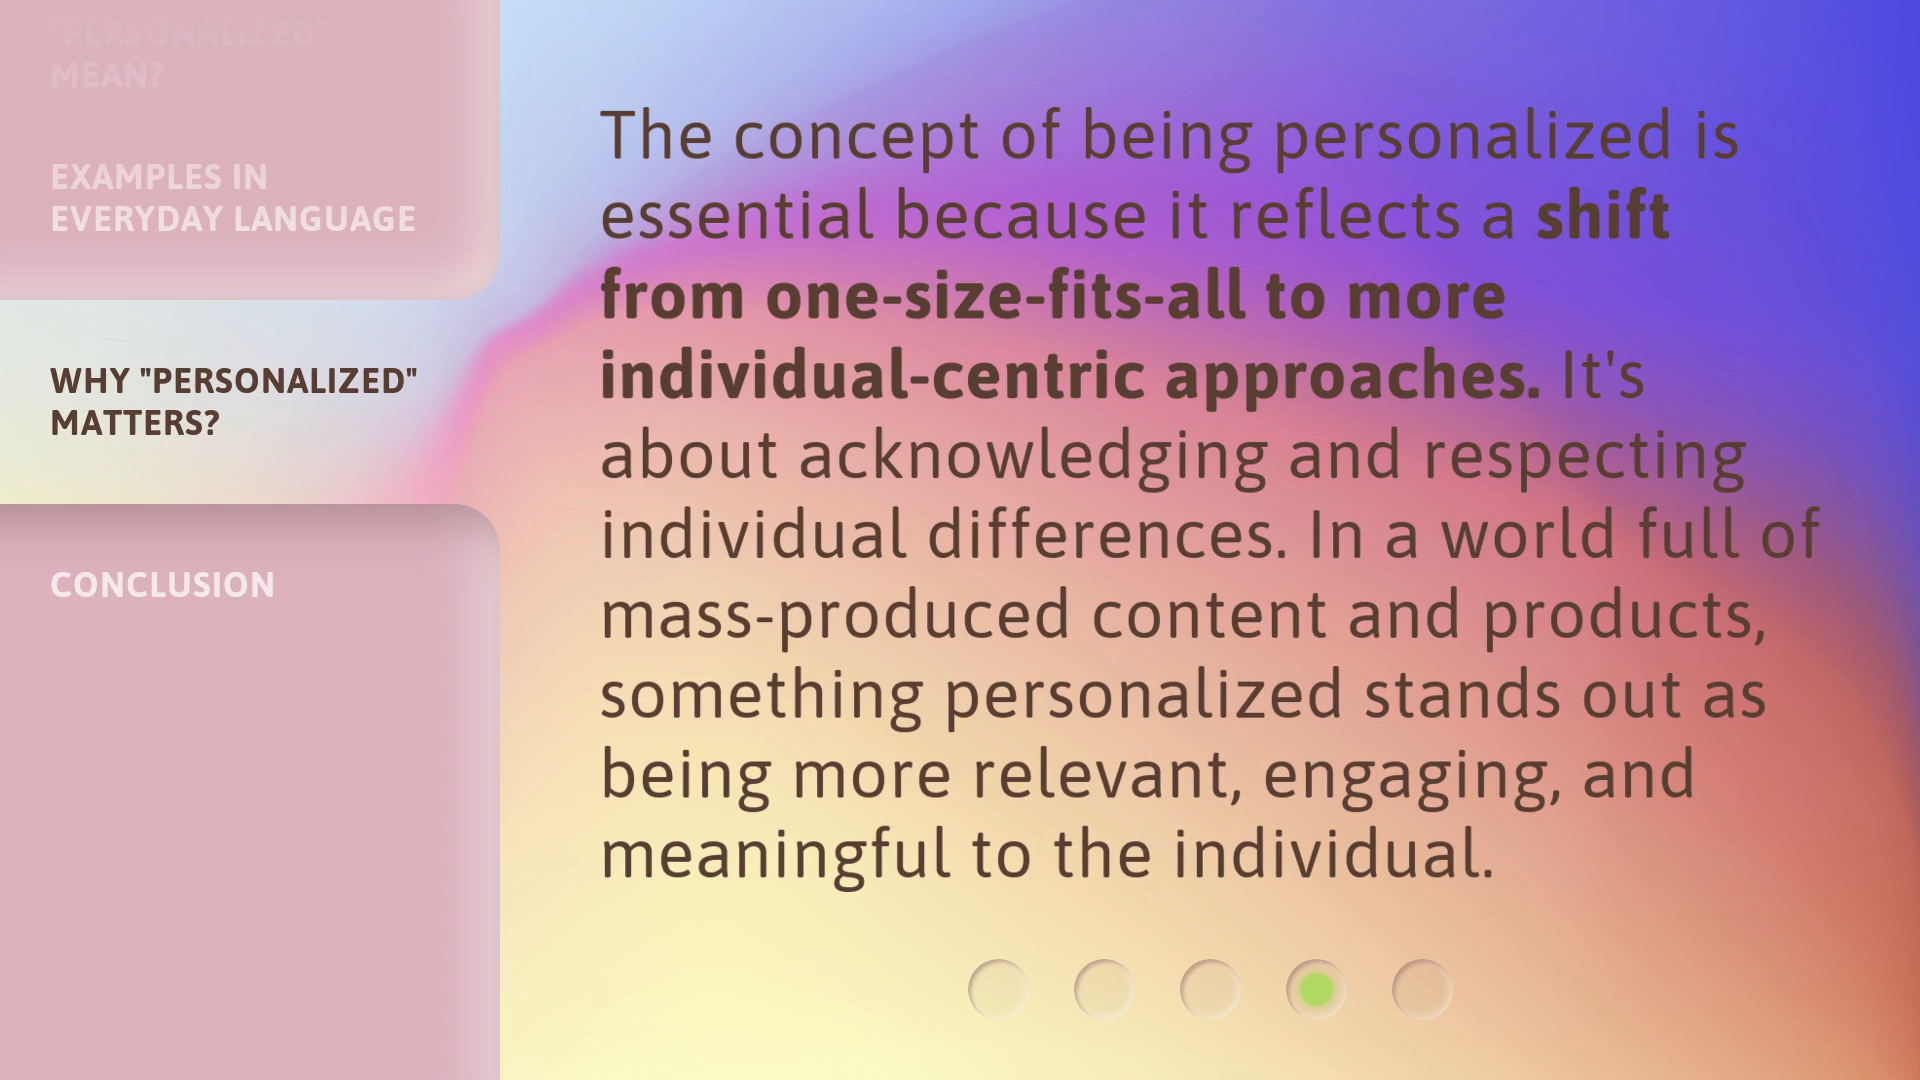 "PERSONALIZED"
MEAN?
EXAMPLES IN
EVERYDAY LANGUAGE
WHY "PERSONALIZED"
MATTERS?
CONCLUSION
The concept of being personalized is
essential because it reflects a shift
from one-size-fits-all to more
individual-centric approaches. It's
about acknowledging and respecting
individual differences. In a world full of
mass-produced content and products,
something personalized stands out as
being more relevant, engaging, and
meaningful to the individual.